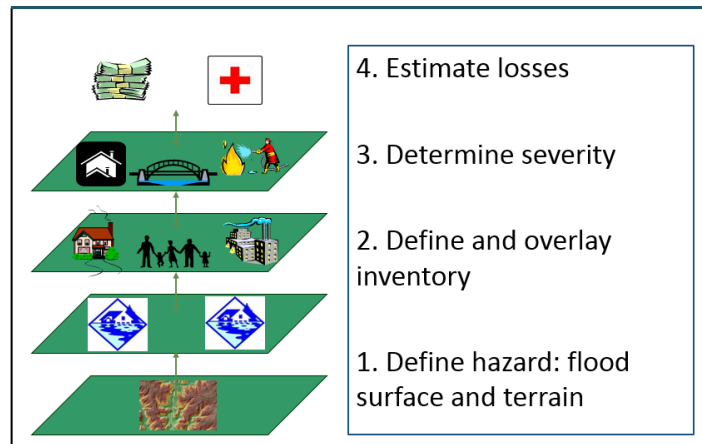 4. Estimate losses
3. Determine severity
2. Define and overlay
inventory
1. Define hazard: flood
surface and terrain